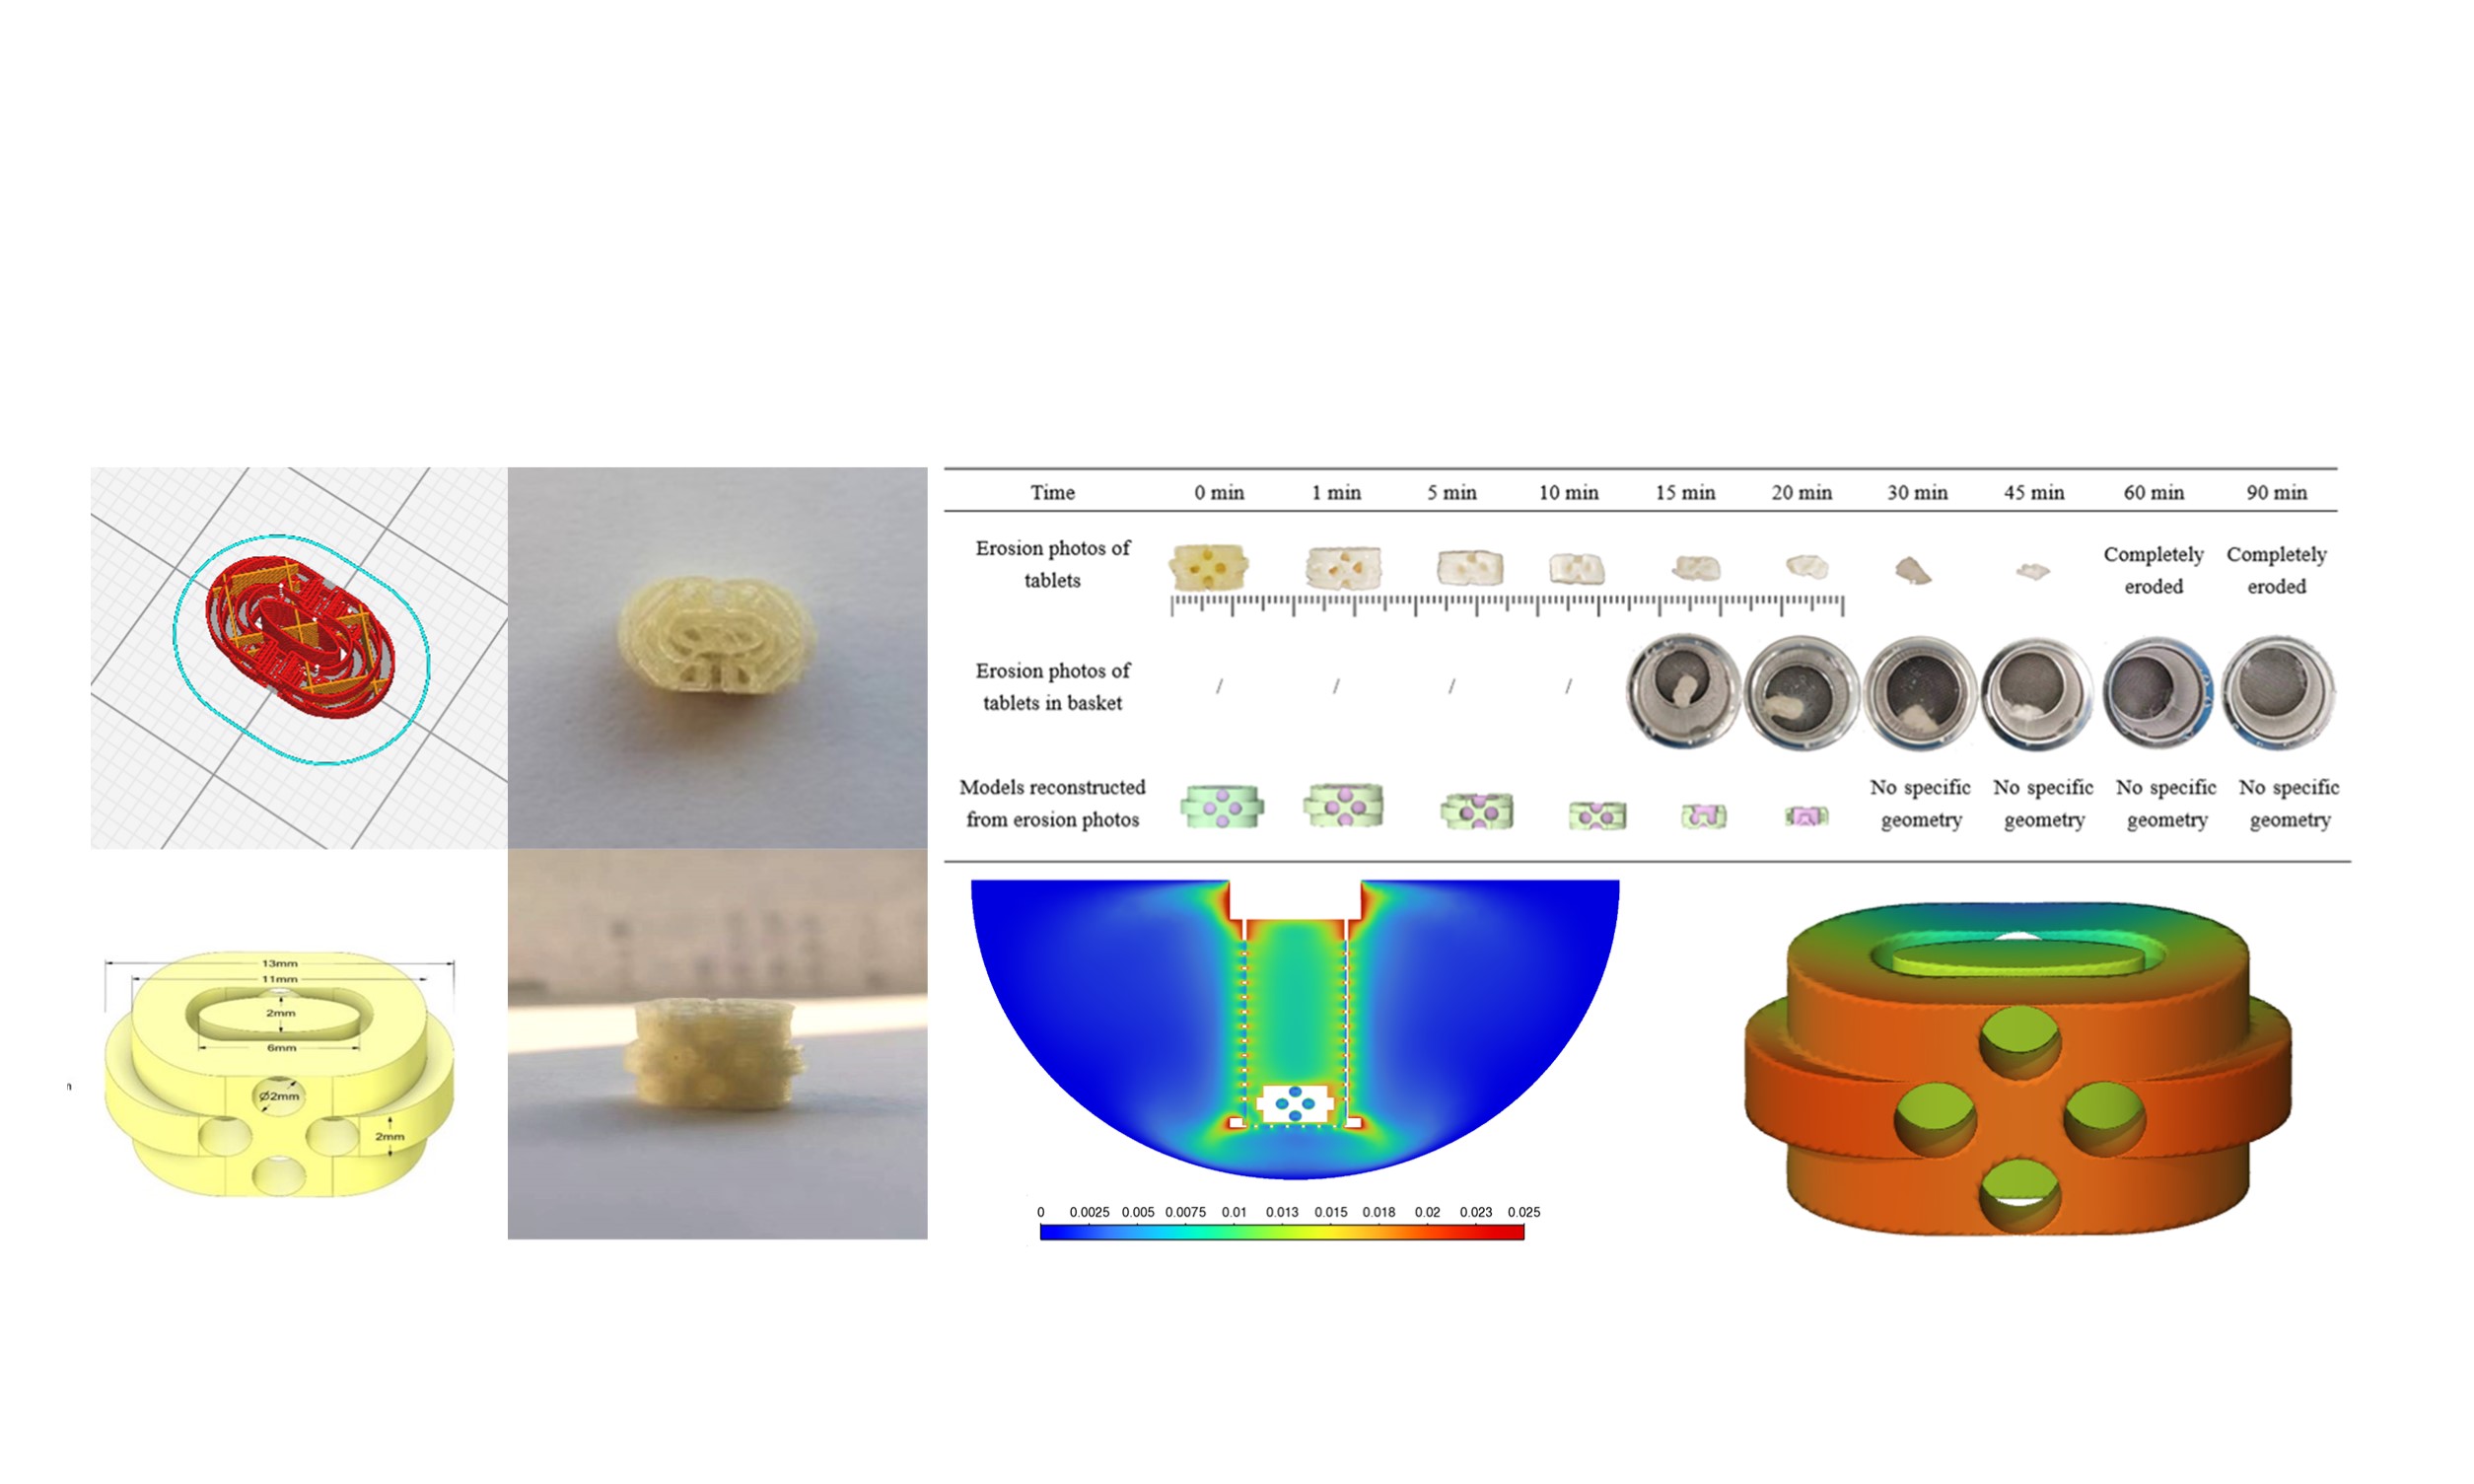 Time 0 min 1 min 5 min 10 min 15 min 20 min 30 min 45 min 60 min 90 min
Erosion photos of
tablets
Completely
eroded
Completely
eroded
Erosion photos of
tablets in basket
/ / / /
Models reconstructed
from erosion photos
No specific
geometry
No specific
geometry
No specific
geometry
No specific
geometry
13mm
11mm
2mm
6mm
Ø2mm
2mm
n
0 0.0025 0.005 0.0075 0.01 0.013 0.015 0.018 0.02 0.023 0.025